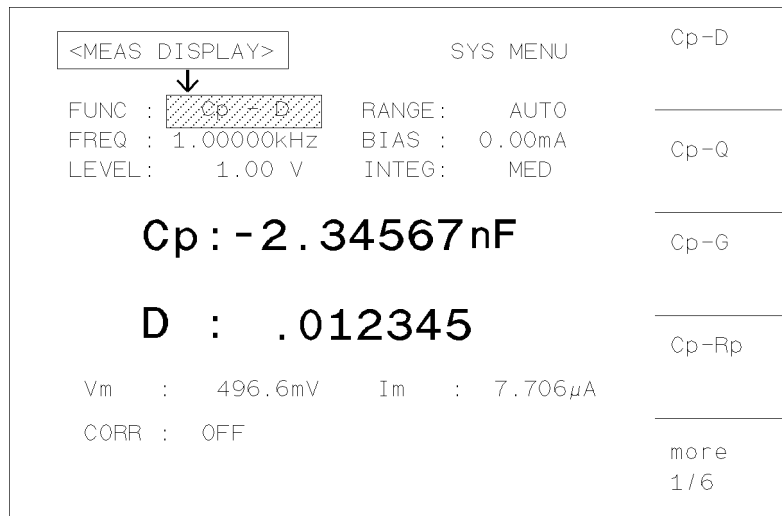 <MEAS DISPLAY> SYS MENU
FUNC : Cp - D RANGE: AUTO
FREQ : 1.00000kHz BIAS : 0.00mA
LEVEL: 1.00 V INTEG: MED
Cp:-2.34567nF
D : .012345
Vm : 496.6mV Im : 7.706µA
CORR : OFF
Cp-D
Cp-Q
Cp-G
Cp-Rp
more
1/6